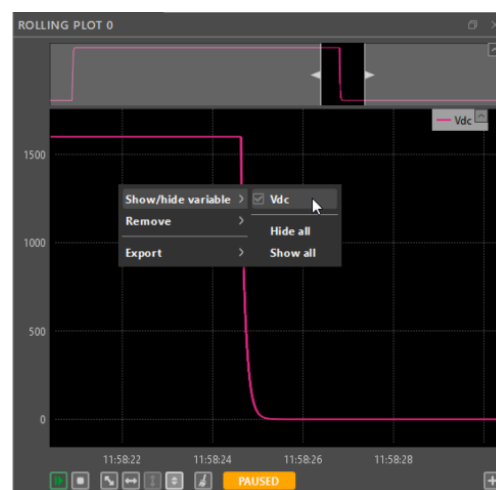 ROLLING PLOT 0
Vdc
1500
Show/hide variable
Vdc
Remove
Hide all
1000
Export
Show all
500
0
11:58:22 11:58:24 11:58:26 11:58:28
PAUSED